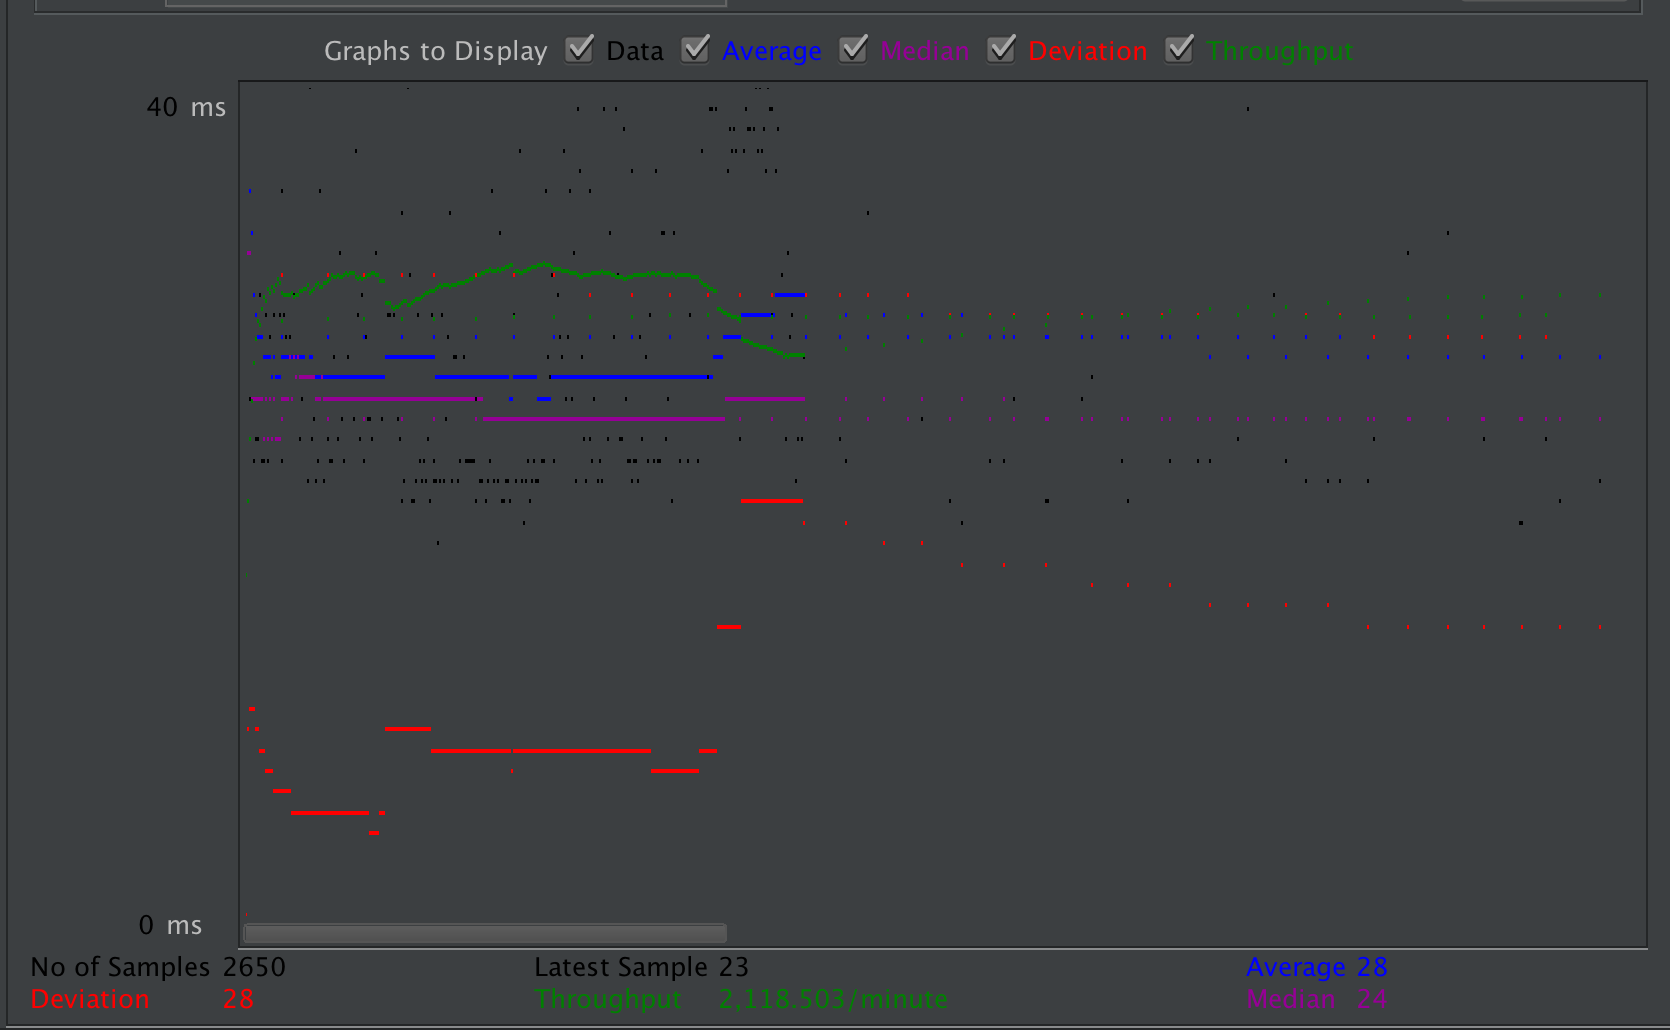 Graphs to Display Data Average Median Deviation Throughput
40 ms
0 ms
No of Samples 2650 Latest Sample 23 Average 28
Deviation 28 Throughput 2,118.503/minute Median 24